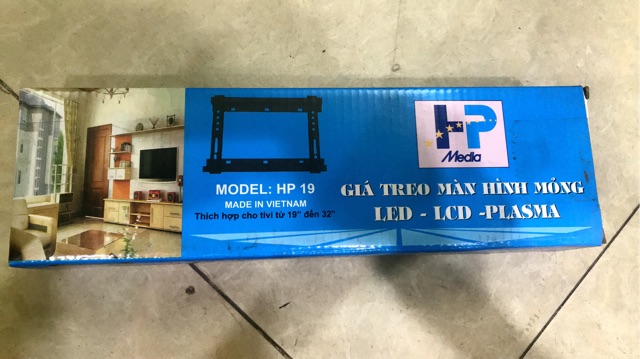 HP
Media
MODEL: HP 19
MADE IN VIETNAM
Thích hợp cho tivi từ 19" đến 32"
GIÁ TREO MÀN HÌNH MỎNG
LED - LCD -PLASMA